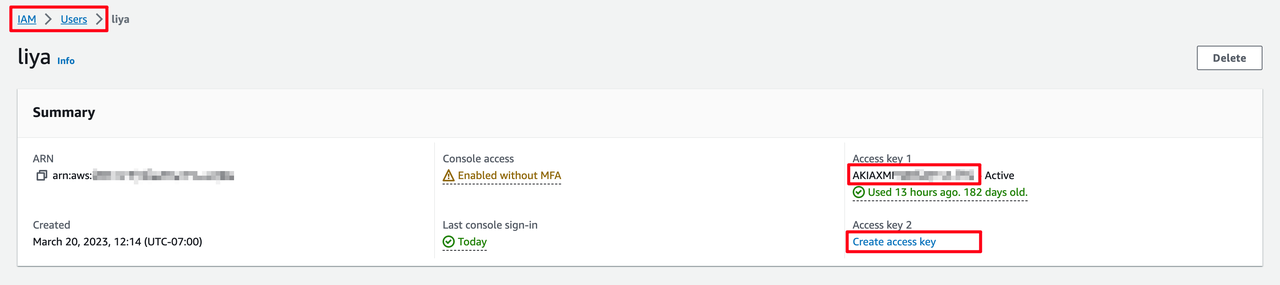 IAM > Users > liya
liya Info
Delete
Summary
ARN
arn:aws:
Created
March 20, 2023, 12:14 (UTC-07:00)
Console access
Enabled without MFA
Last console sign-in
Today
Access key 1
AKIAXMI Active
Used 13 hours ago. 182 days old.
Access key 2
Create access key